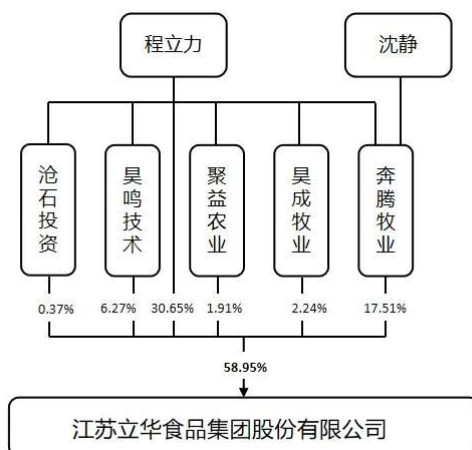 程立力
沈静
沧石投资
昊鸣技术
聚益农业
昊成牧业
奔腾牧业
0.37%
6.27%
30.65%
1.91%
2.24%
17.51%
58.95%
江苏立华食品集团股份有限公司